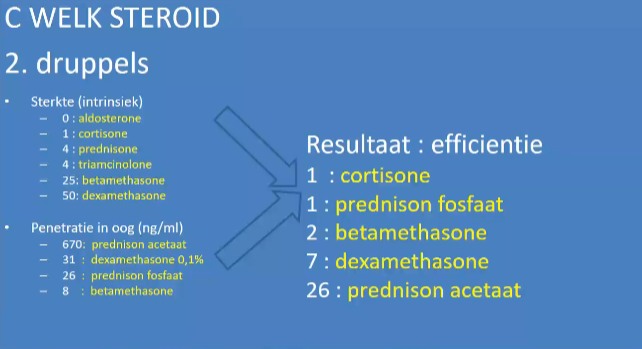 C WELK STEROID
2. druppels
• Sterkte (intrinsiek)
– 0 : aldosterone
– 1 : cortisone
– 4 : prednisone
– 4 : triamcinolone
– 25: betamethasone
– 50: dexamethasone
• Penetratie in oog (ng/ml)
– 670: prednison acetaat
– 31 : dexamethasone 0,1%
– 26 : prednison fosfaat
– 8 : betamethasone
Resultaat : efficientie
1 : cortisone
1 : prednison fosfaat
2 : betamethasone
7 : dexamethasone
26 : prednison acetaat